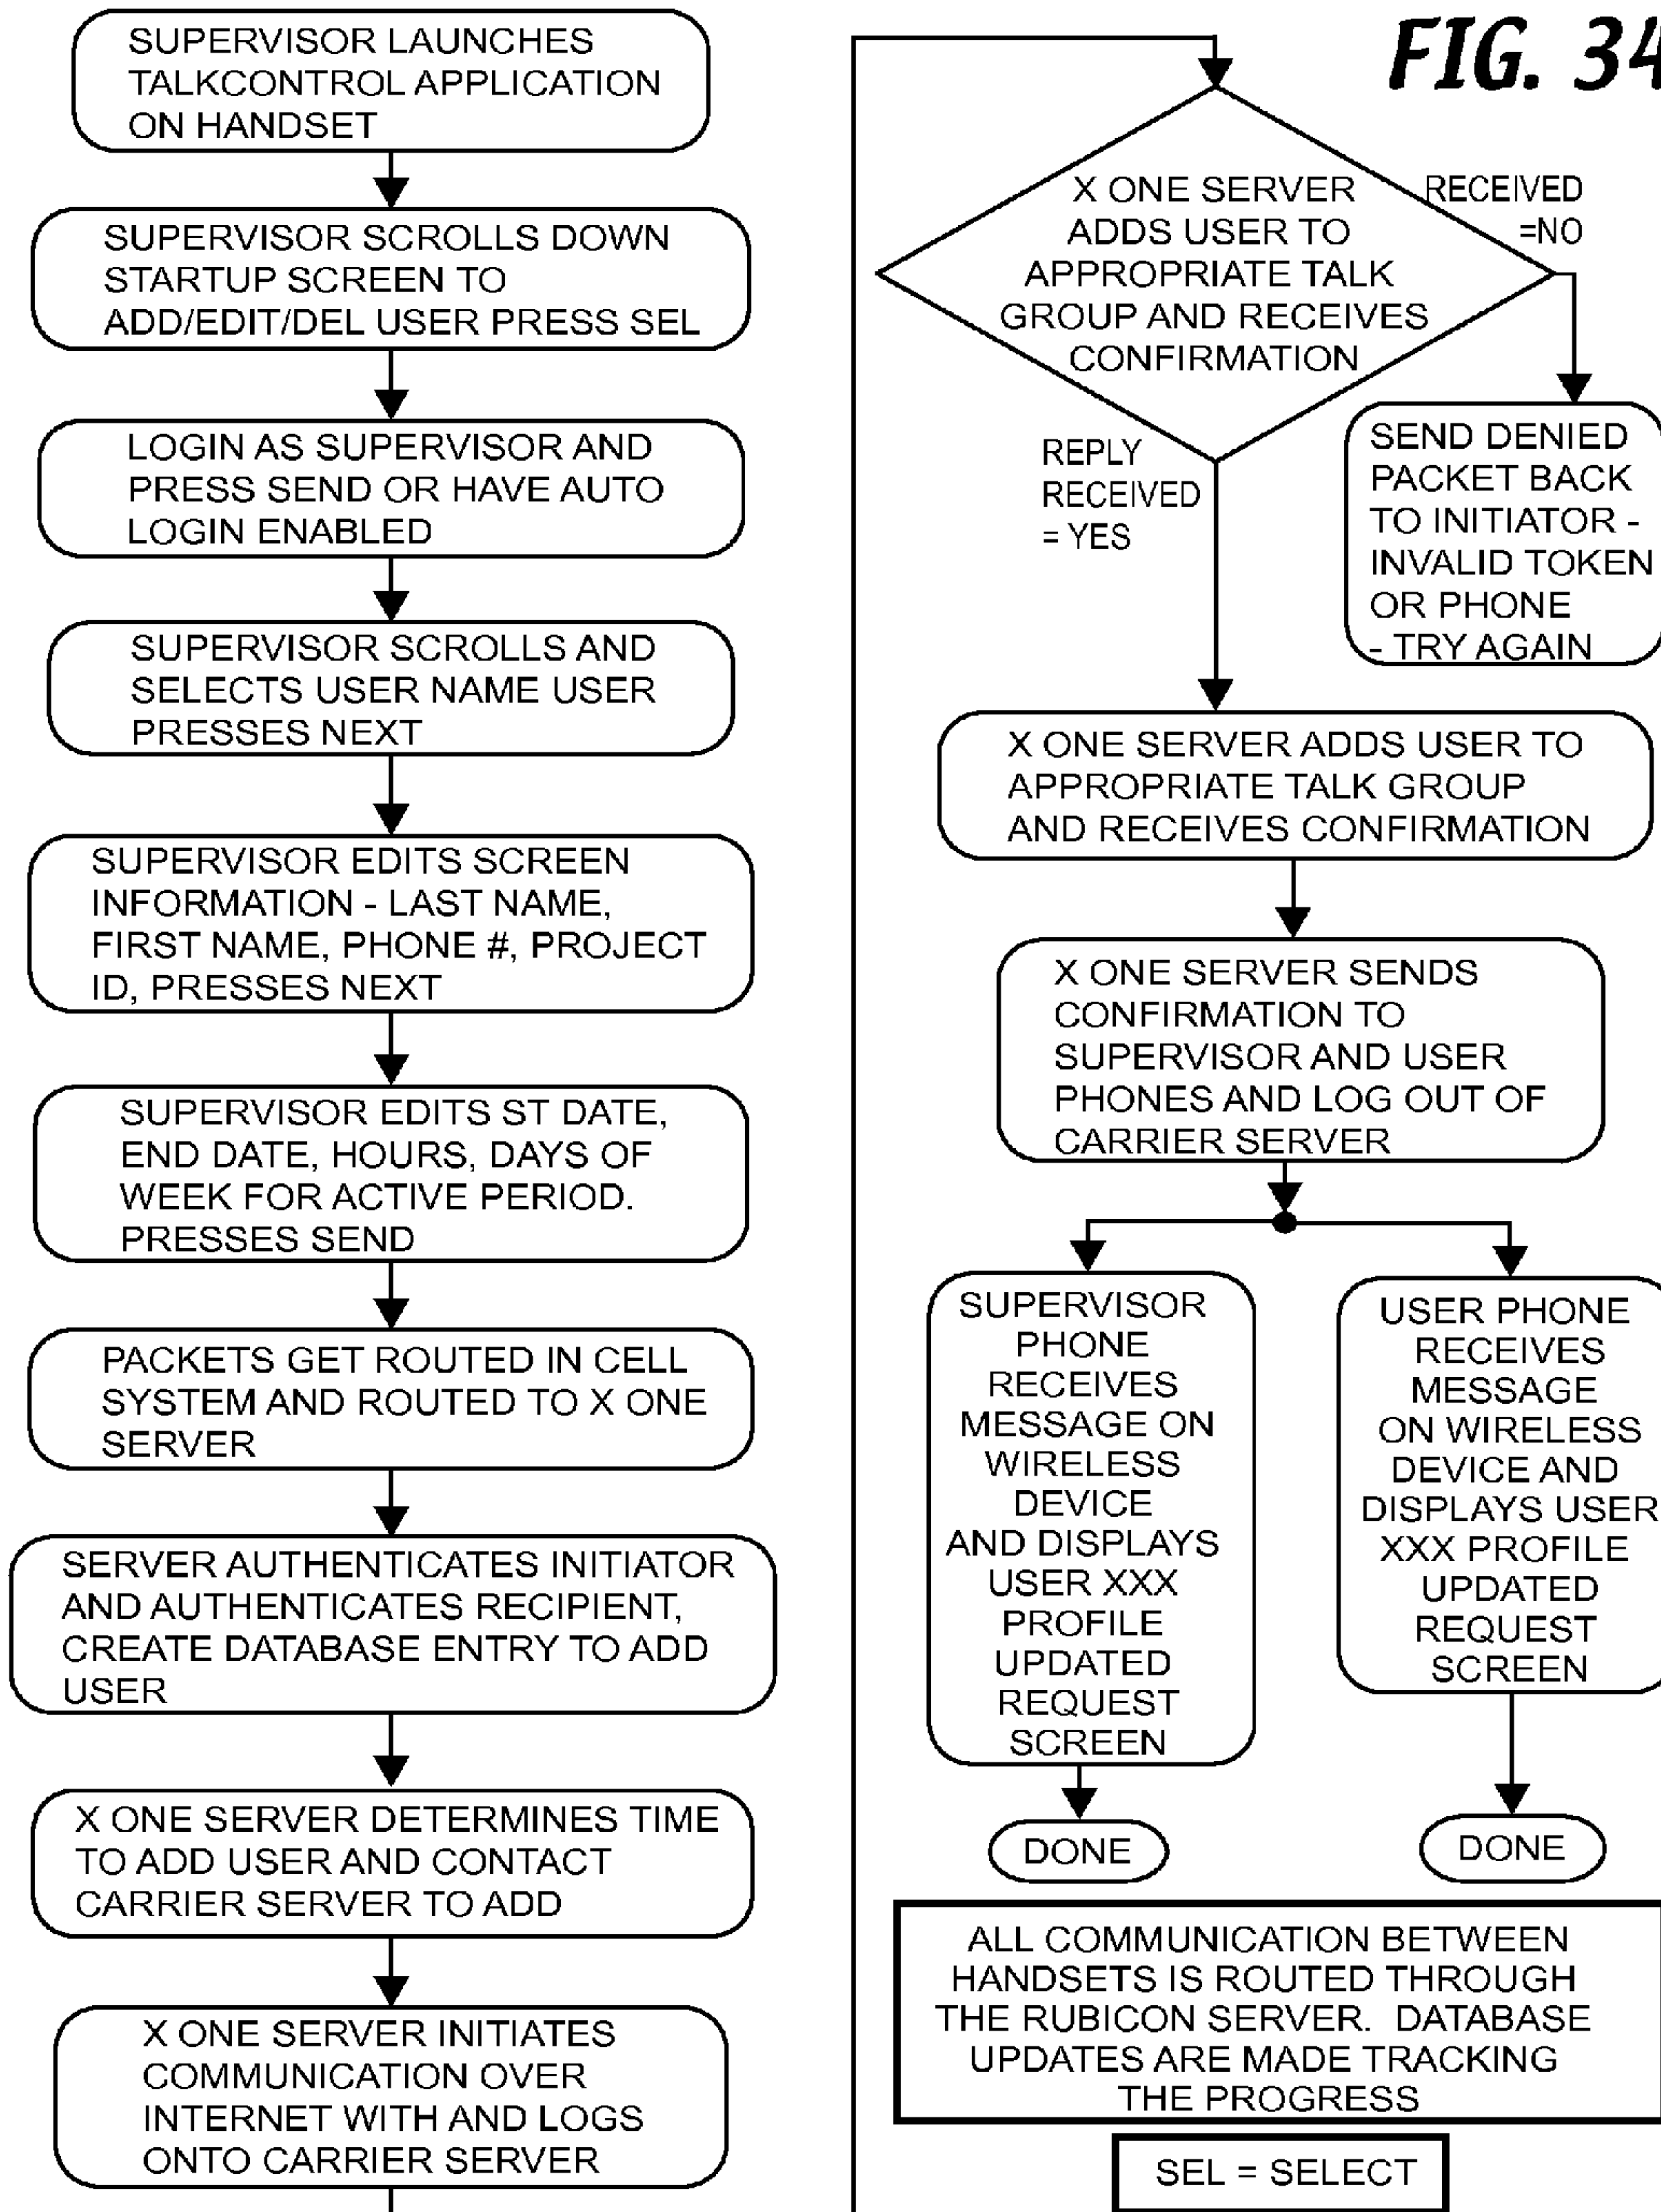 SUPERVISOR LAUNCHES
TALKCONTROL APPLICATION
ON HANDSET
SUPERVISOR SCROLLS DOWN
STARTUP SCREEN TO
ADD/EDIT/DEL USER PRESS SEL
LOGIN AS SUPERVISOR AND
PRESS SEND OR HAVE AUTO
LOGIN ENABLED
SUPERVISOR SCROLLS AND
SELECTS USER NAME USER
PRESSES NEXT
SUPERVISOR EDITS SCREEN
INFORMATION - LAST NAME,
FIRST NAME, PHONE #, PROJECT
ID, PRESSES NEXT
SUPERVISOR EDITS ST DATE,
END DATE, HOURS, DAYS OF
WEEK FOR ACTIVE PERIOD.
PRESSES SEND
PACKETS GET ROUTED IN CELL
SYSTEM AND ROUTED TO X ONE
SERVER
SERVER AUTHENTICATES INITIATOR
AND AUTHENTICATES RECIPIENT,
CREATE DATABASE ENTRY TO ADD
USER
X ONE SERVER DETERMINES TIME
TO ADD USER AND CONTACT
CARRIER SERVER TO ADD
X ONE SERVER INITIATES
COMMUNICATION OVER
INTERNET WITH AND LOGS
ONTO CARRIER SERVER
FIG. 34
X ONE SERVER
ADDS USER TO
APPROPRIATE TALK
GROUP AND RECEIVES
CONFIRMATION
RECEIVED
=NO
SEND DENIED
PACKET BACK
TO INITIATOR -
INVALID TOKEN
OR PHONE
- TRY AGAIN
REPLY
RECEIVED
= YES
X ONE SERVER ADDS USER TO
APPROPRIATE TALK GROUP
AND RECEIVES CONFIRMATION
X ONE SERVER SENDS
CONFIRMATION TO
SUPERVISOR AND USER
PHONES AND LOG OUT OF
CARRIER SERVER
SUPERVISOR
PHONE
RECEIVES
MESSAGE ON
WIRELESS
DEVICE
AND DISPLAYS
USER XXX
PROFILE
UPDATED
REQUEST
SCREEN
DONE
USER PHONE
RECEIVES
MESSAGE
ON WIRELESS
DEVICE AND
DISPLAYS USER
XXX PROFILE
UPDATED
REQUEST
SCREEN
DONE
ALL COMMUNICATION BETWEEN
HANDSETS IS ROUTED THROUGH
THE RUBICON SERVER. DATABASE
UPDATES ARE MADE TRACKING
THE PROGRESS
SEL = SELECT